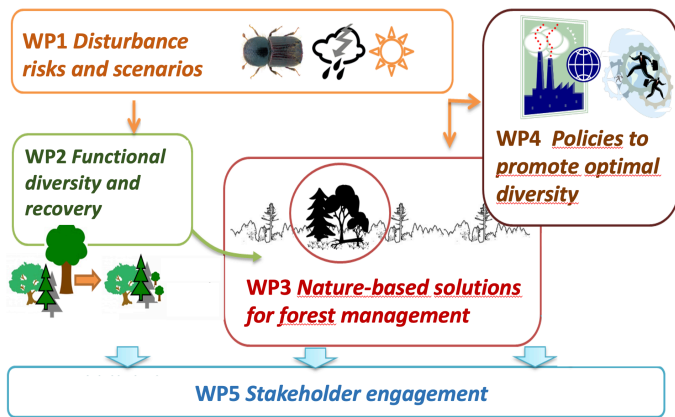 WP1 Disturbance
risks and scenarios
WP2 Functional
diversity and
recovery
WP4 Policies to
promote optimal
diversity
WP3 Nature-based solutions
for forest management
WP5 Stakeholder engagement